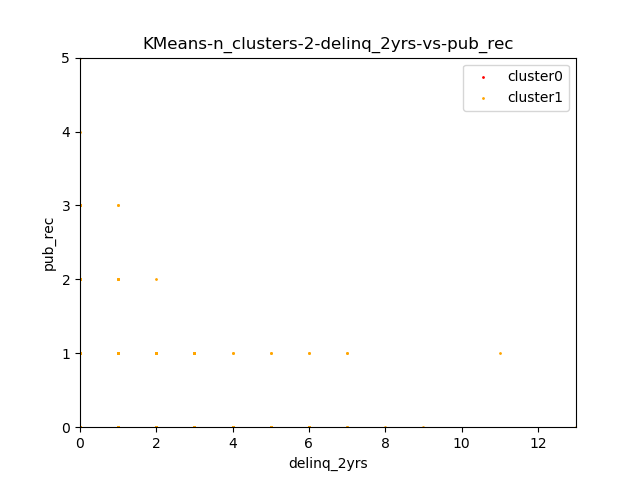 KMeans-n_clusters-2-delinq_2yrs-vs-pub_rec
cluster0
cluster1
5
4
3
2
1
0
pub_rec
0 2 4 6 8 10 12
delinq_2yrs